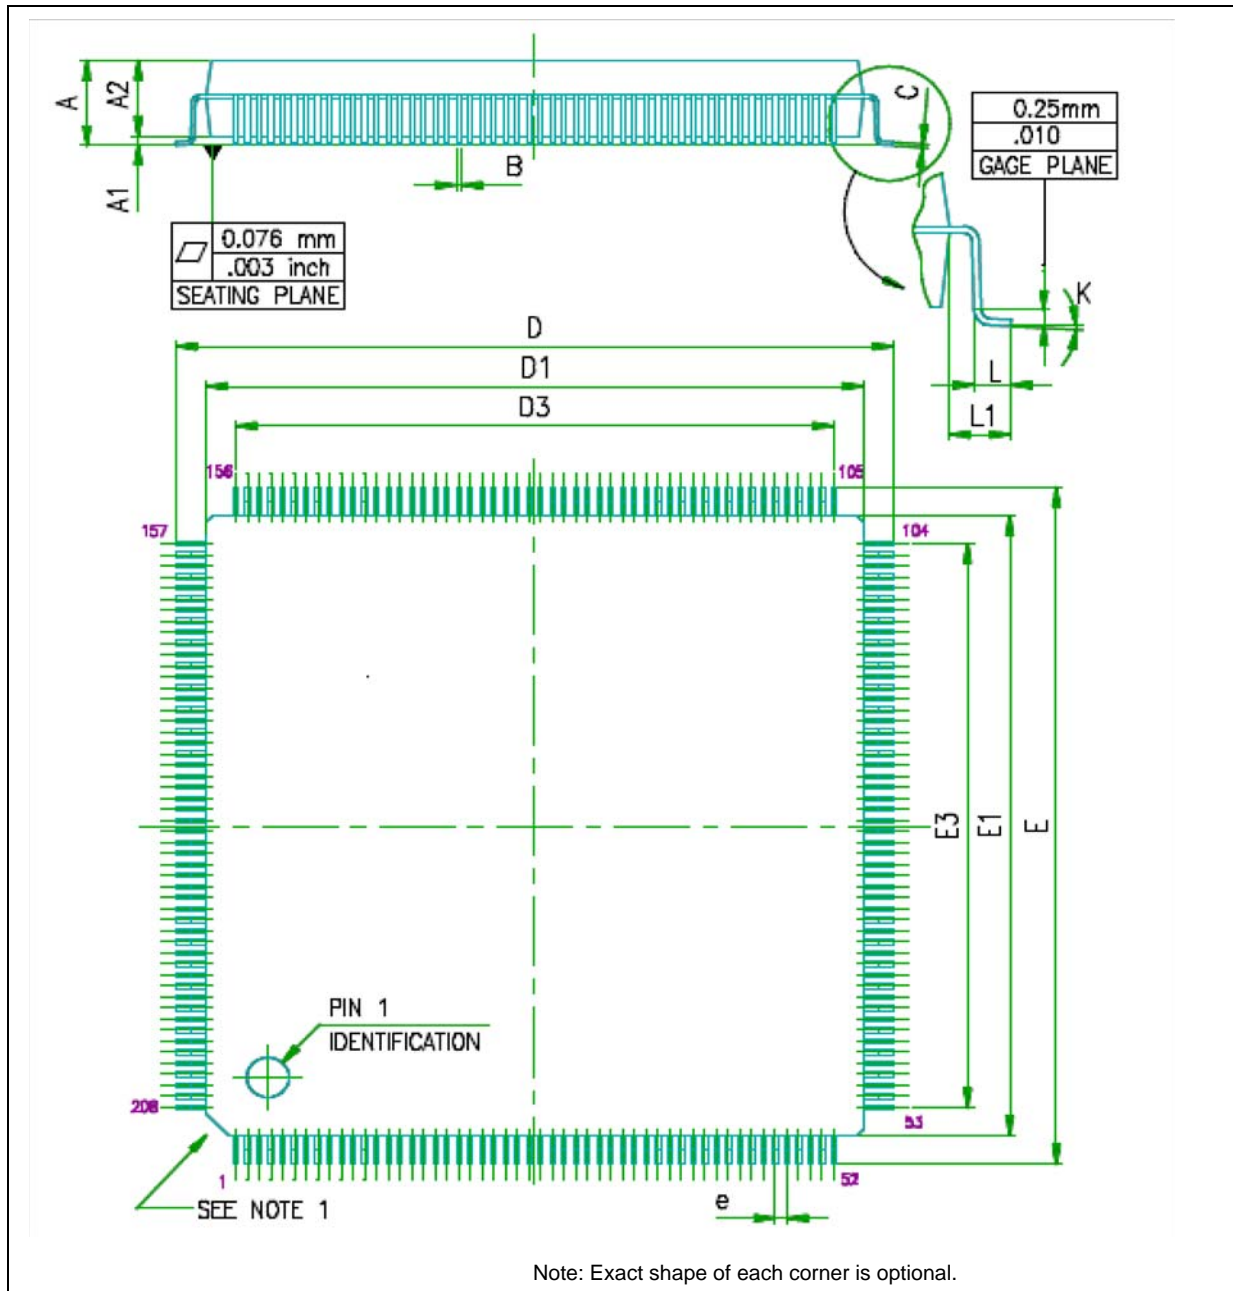 A
A2
A1
B
C
0.25mm
.010
GAGE PLANE
0.076 mm
.003 inch
SEATING PLANE
K
L
L1
D
D1
D3
156
105
157
104
E3
E1
E
PIN 1
IDENTIFICATION
208
53
1
52
SEE NOTE 1
e
Note: Exact shape of each corner is optional.